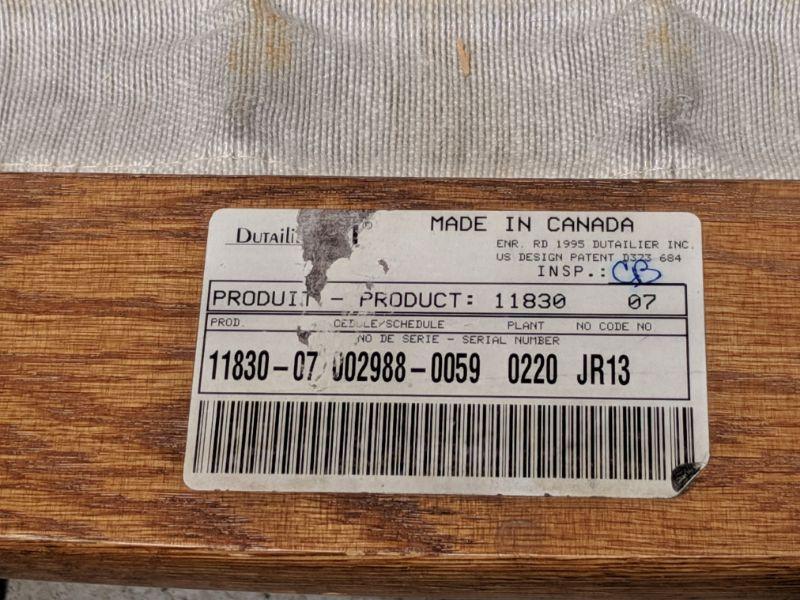 MADE IN CANADA
ENR. RD 1995 DUTAILIER INC.
US DESIGN PATENT D323 684
INSP.: CB
PRODUIT - PRODUCT: 11830 07
PROD. CEDULE/SCHEDULE PLANT NO CODE NO
NO DE SERIE - SERIAL NUMBER
11830-07 002988-0059 0220 JR13